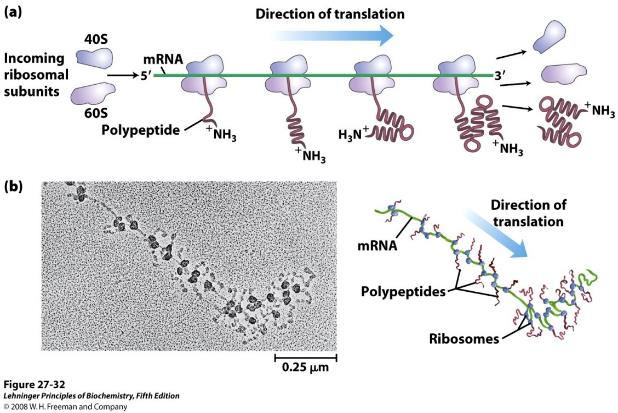 (a)
Direction of translation
40S
Incoming
ribosomal
subunits
60S
mRNA
5′
3′
Polypeptide
+NH3
+NH3
H3N+
+NH3
+NH3
(b)
0.25 μm
Direction of
translation
mRNA
Polypeptides
Ribosomes
Figure 27-32
Lehninger Principles of Biochemistry, Fifth Edition
© 2008 W. H. Freeman and Company